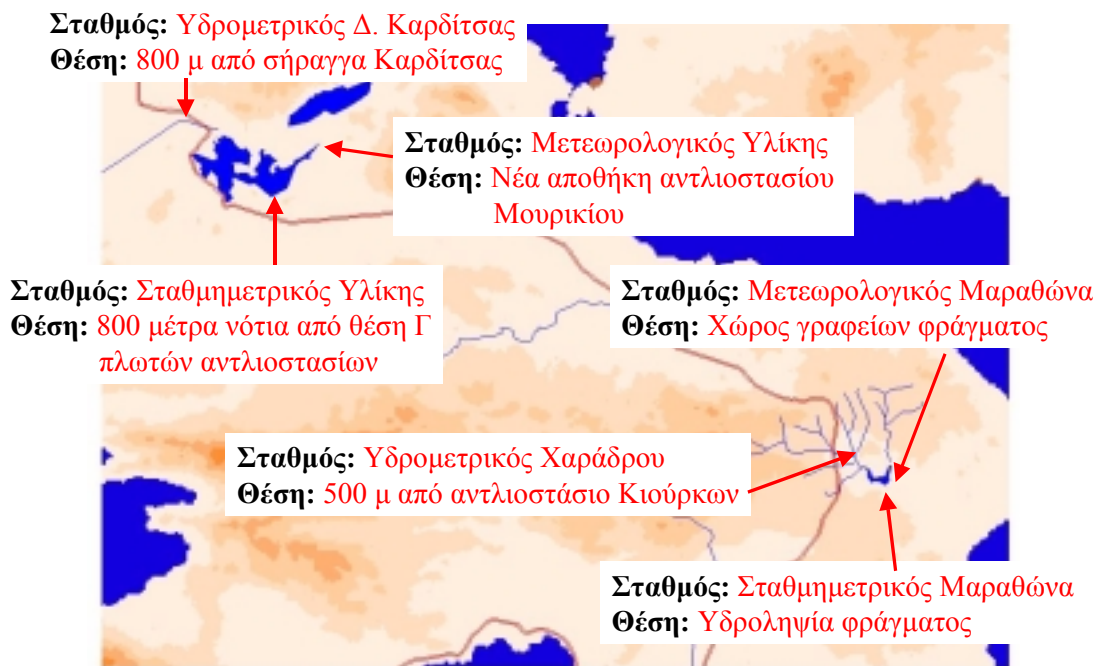 Σταθμός: Υδρομετρικός Δ. Καρδίτσας
Θέση: 800 μ από σήραγγα Καρδίτσας
Σταθμός: Μετεωρολογικός Υλίκης
Θέση: Νέα αποθήκη αντλιοστασίου
Μουρικίου
Σταθμός: Σταθμημετρικός Υλίκης
Θέση: 800 μέτρα νότια από θέση Γ
πλωτών αντλιοστασίων
Σταθμός: Μετεωρολογικός Μαραθώνα
Θέση: Χώρος γραφείων φράγματος
Σταθμός: Υδρομετρικός Χαράδρου
Θέση: 500 μ από αντλιοστάσιο Κιούρκων
Σταθμός: Σταθμημετρικός Μαραθώνα
Θέση: Υδροληψία φράγματος